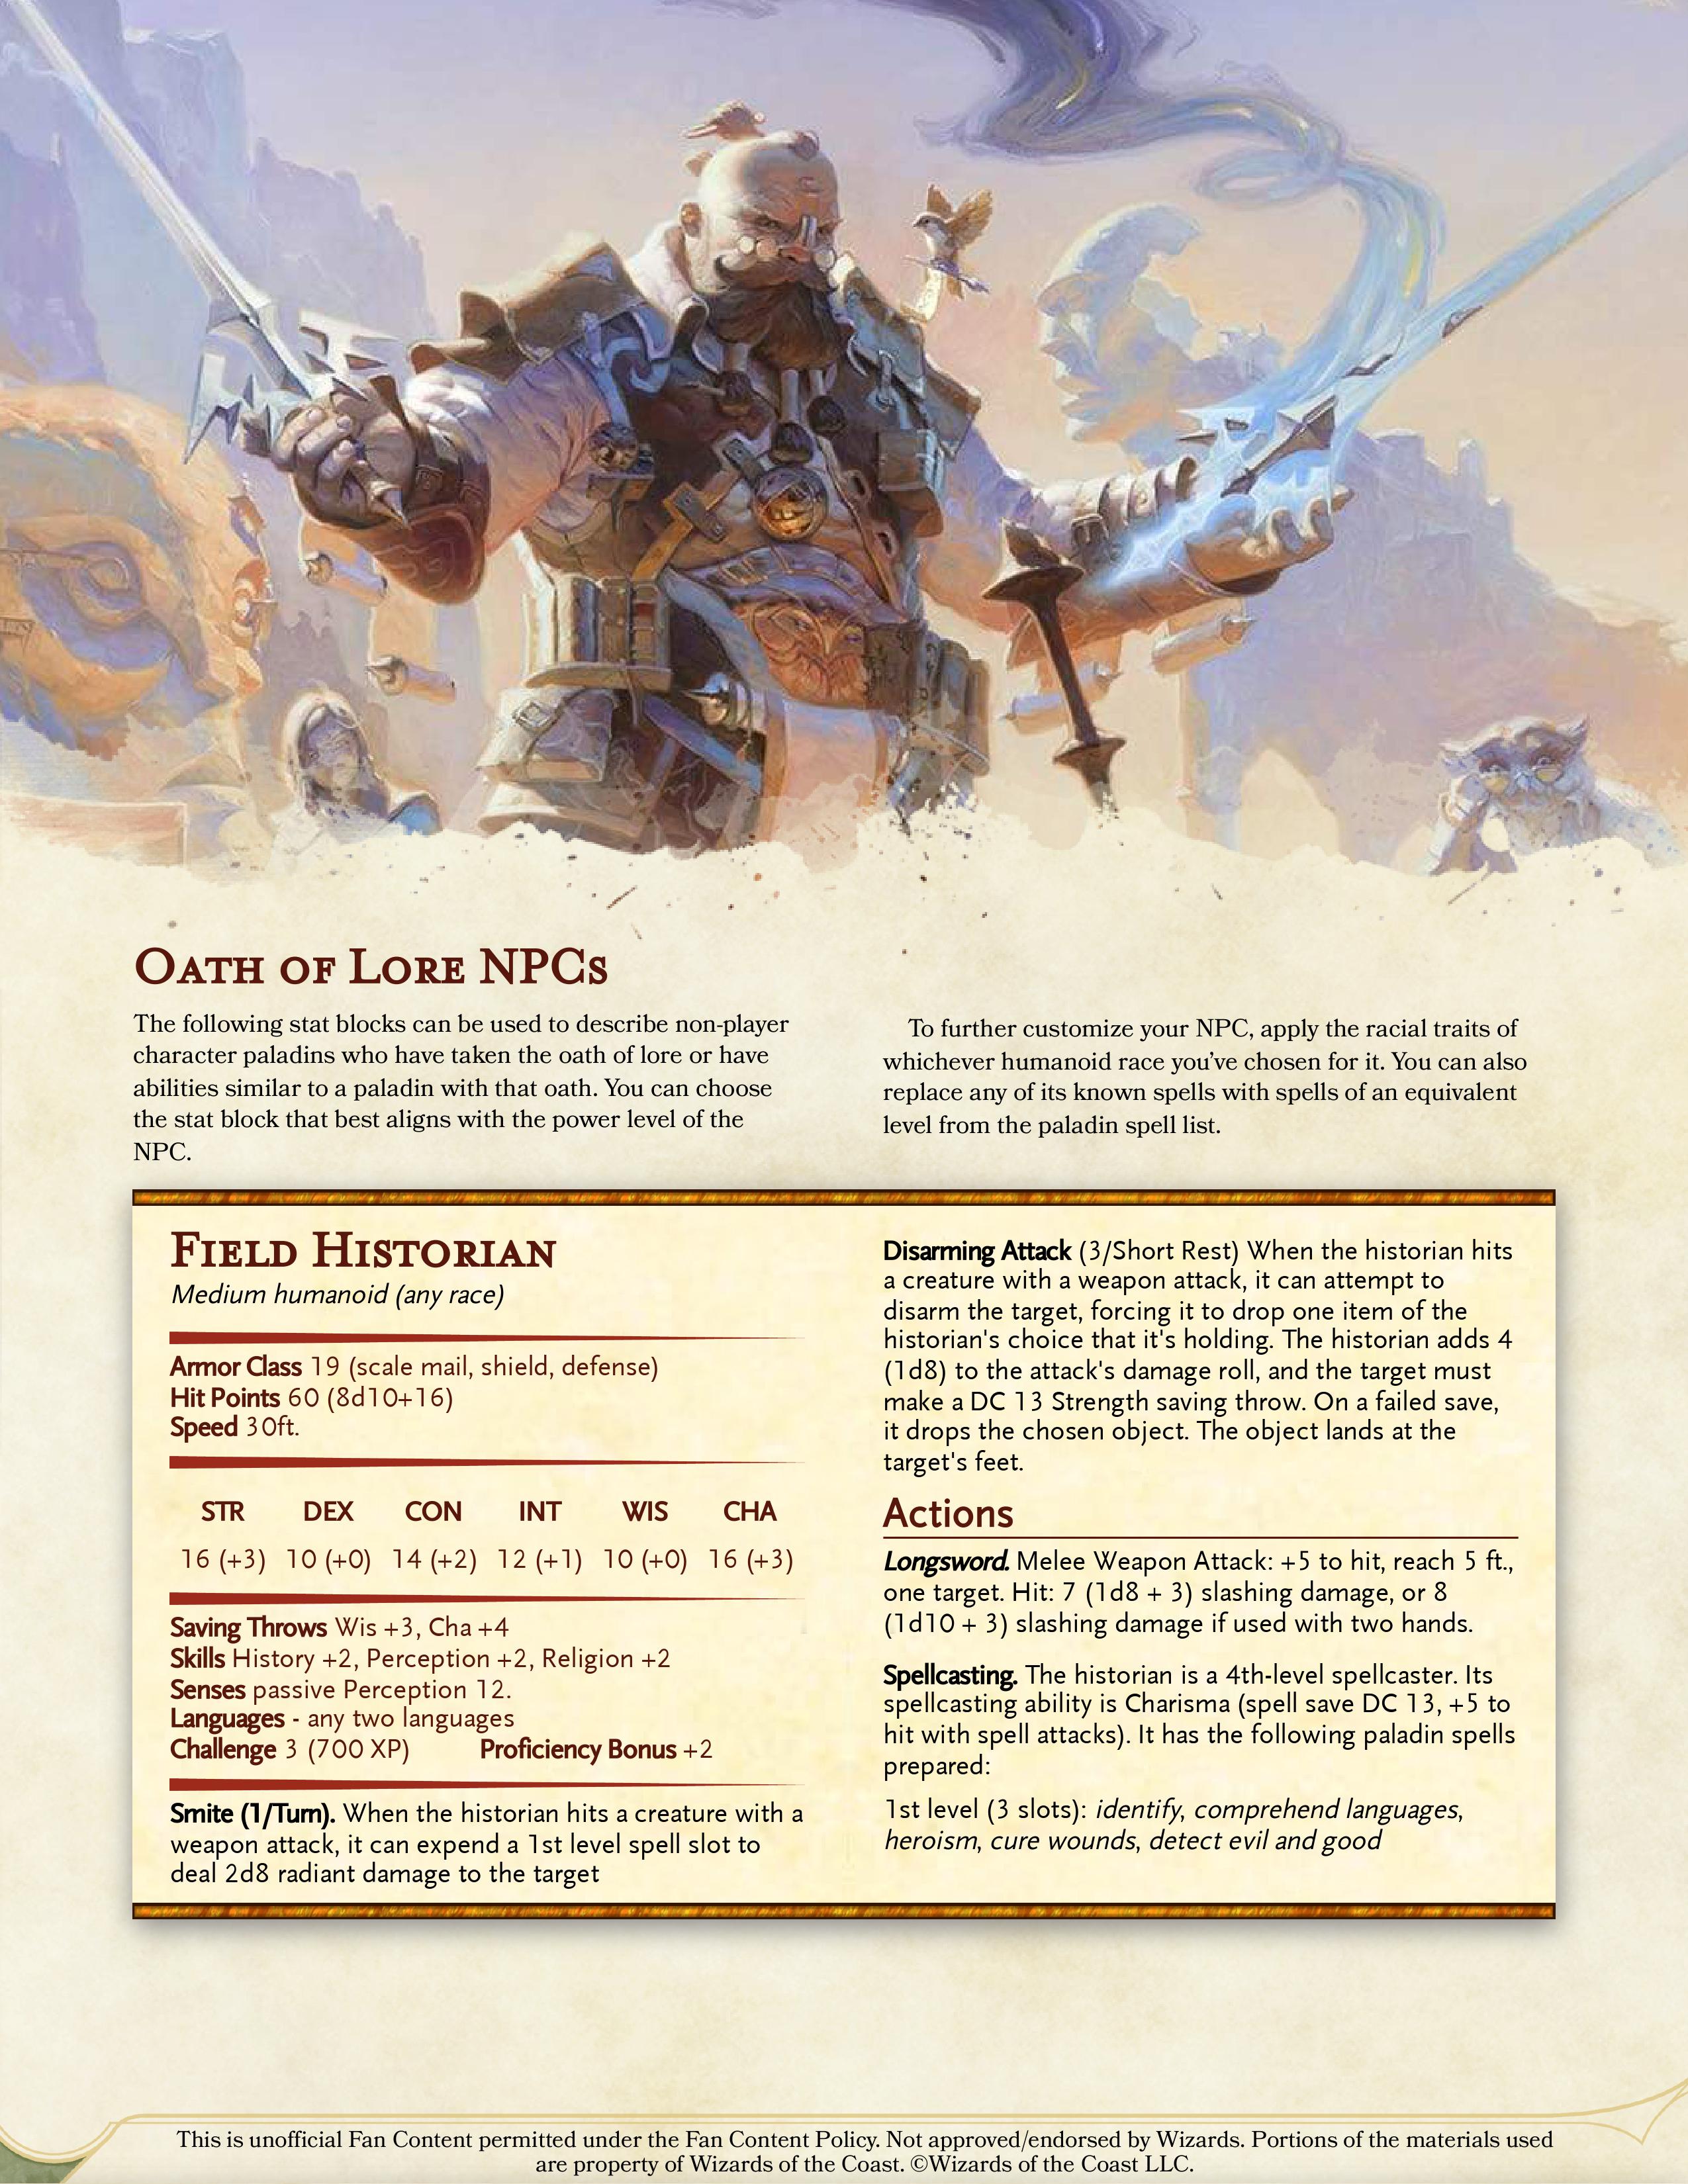 Oath of Lore NPCs
The following stat blocks can be used to describe non-player
character paladins who have taken the oath of lore or have
abilities similar to a paladin with that oath. You can choose
the stat block that best aligns with the power level of the
NPC.
To further customize your NPC, apply the racial traits of
whichever humanoid race you've chosen for it. You can also
replace any of its known spells with spells of an equivalent
level from the paladin spell list.
Field Historian
Medium humanoid (any race)
Armor Class 19 (scale mail, shield, defense)
Hit Points 60 (8d10+16)
Speed 30ft.
STR DEX CON INT WIS CHA
16 (+3) 10 (+0) 14 (+2) 12 (+1) 10 (+0) 16 (+3)
Saving Throws Wis +3, Cha +4
Skills History +2, Perception +2, Religion +2
Senses passive Perception 12.
Languages - any two languages
Challenge 3 (700 XP) Proficiency Bonus +2
Smite (1/Turn). When the historian hits a creature with a
weapon attack, it can expend a 1st level spell slot to
deal 2d8 radiant damage to the target
Disarming Attack (3/Short Rest) When the historian hits
a creature with a weapon attack, it can attempt to
disarm the target, forcing it to drop one item of the
historian's choice that it's holding. The historian adds 4
(1d8) to the attack's damage roll, and the target must
make a DC 13 Strength saving throw. On a failed save,
it drops the chosen object. The object lands at the
target's feet.
Actions
Longsword. Melee Weapon Attack: +5 to hit, reach 5 ft.,
one target. Hit: 7 (1d8 + 3) slashing damage, or 8
(1d10 + 3) slashing damage if used with two hands.
Spellcasting. The historian is a 4th-level spellcaster. Its
spellcasting ability is Charisma (spell save DC 13, +5 to
hit with spell attacks). It has the following paladin spells
prepared:
1st level (3 slots): identify, comprehend languages,
heroism, cure wounds, detect evil and good
This is unofficial Fan Content permitted under the Fan Content Policy. Not approved/endorsed by Wizards. Portions of the materials used
are property of Wizards of the Coast. ©Wizards of the Coast LLC.